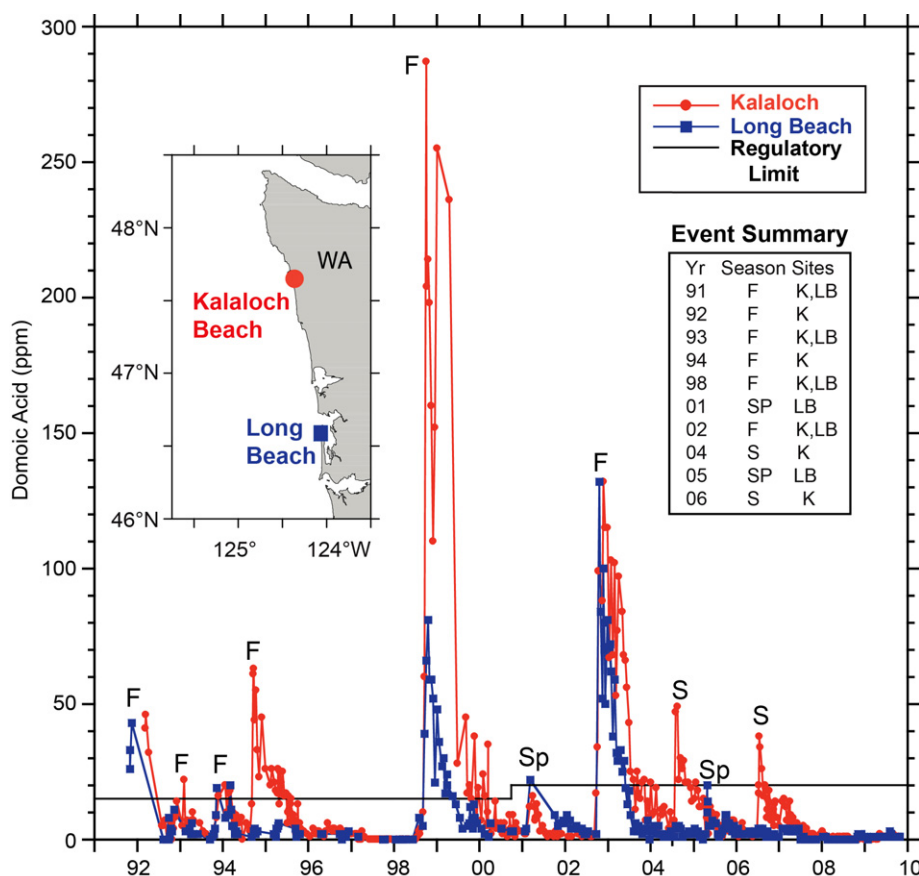 300
250
200
150
100
50
0
Domoic Acid (ppm)
F
F
F
F
F
Sp
F
S
Sp
S
Kalaloch
Long Beach
Regulatory
Limit
48°N
47°N
46°N
125°
124°W
WA
Kalaloch
Beach
Long
Beach
Event Summary
Yr Season Sites
91 F K,LB
92 F K
93 F K,LB
94 F K
98 F K,LB
01 SP LB
02 F K,LB
04 S K
05 SP LB
06 S K
92 94 96 98 00 02 04 06 08 10